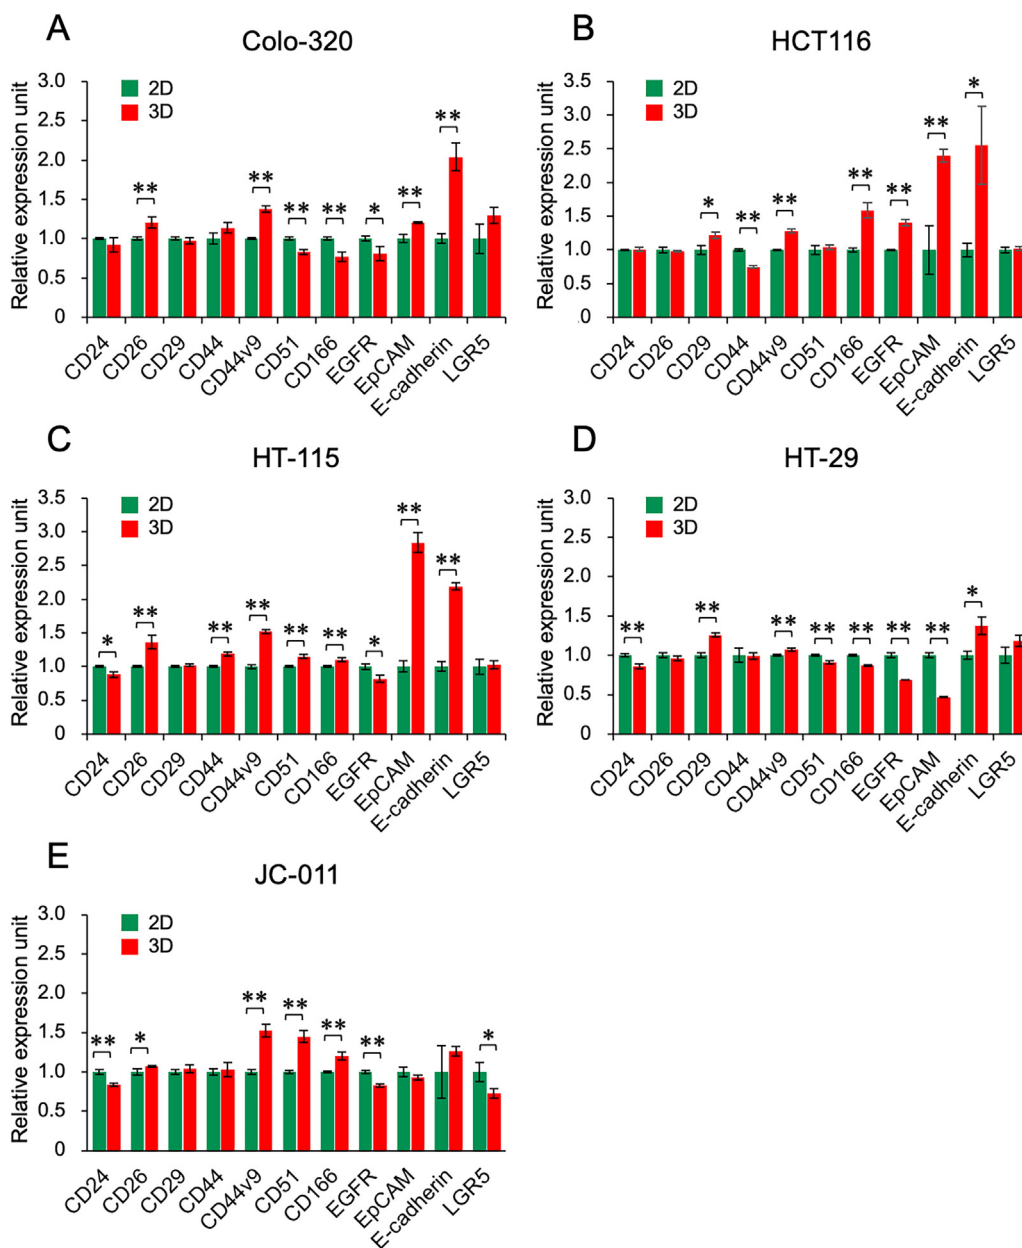 A
Colo-320
Relative expression unit
3.0
2.5
2.0
1.5
1.0
0.5
0
2D
3D
** ** ** ** * ** **
CD24 CD26 CD29 CD44 CD44v9 CD51 CD166 EGFR EpCAM E-cadherin LGR5
B
HCT116
Relative expression unit
3.5
3.0
2.5
2.0
1.5
1.0
0.5
0
2D
3D
* ** ** ** ** ** *
CD24 CD26 CD29 CD44 CD44v9 CD51 CD166 EGFR EpCAM E-cadherin LGR5
C
HT-115
Relative expression unit
3.5
3.0
2.5
2.0
1.5
1.0
0.5
0
2D
3D
* ** ** ** ** ** * ** **
CD24 CD26 CD29 CD44 CD44v9 CD51 CD166 EGFR EpCAM E-cadherin LGR5
D
HT-29
Relative expression unit
3.0
2.5
2.0
1.5
1.0
0.5
0
2D
3D
** ** ** ** ** ** ** *
CD24 CD26 CD29 CD44 CD44v9 CD51 CD166 EGFR EpCAM E-cadherin LGR5
E
JC-011
Relative expression unit
3.0
2.5
2.0
1.5
1.0
0.5
0
2D
3D
** * ** ** ** ** *
CD24 CD26 CD29 CD44 CD44v9 CD51 CD166 EGFR EpCAM E-cadherin LGR5